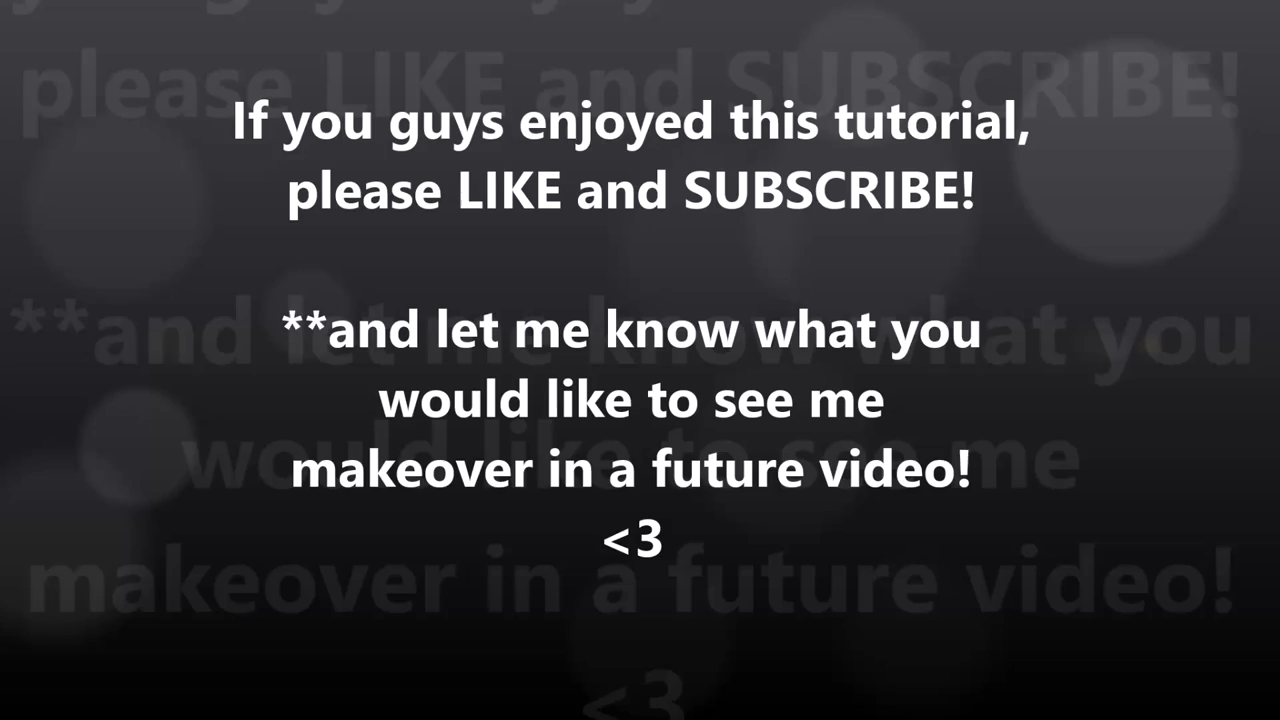 If you guys enjoyed this tutorial,
please LIKE and SUBSCRIBE!
**and let me know what you
would like to see me
makeover in a future video!
<3